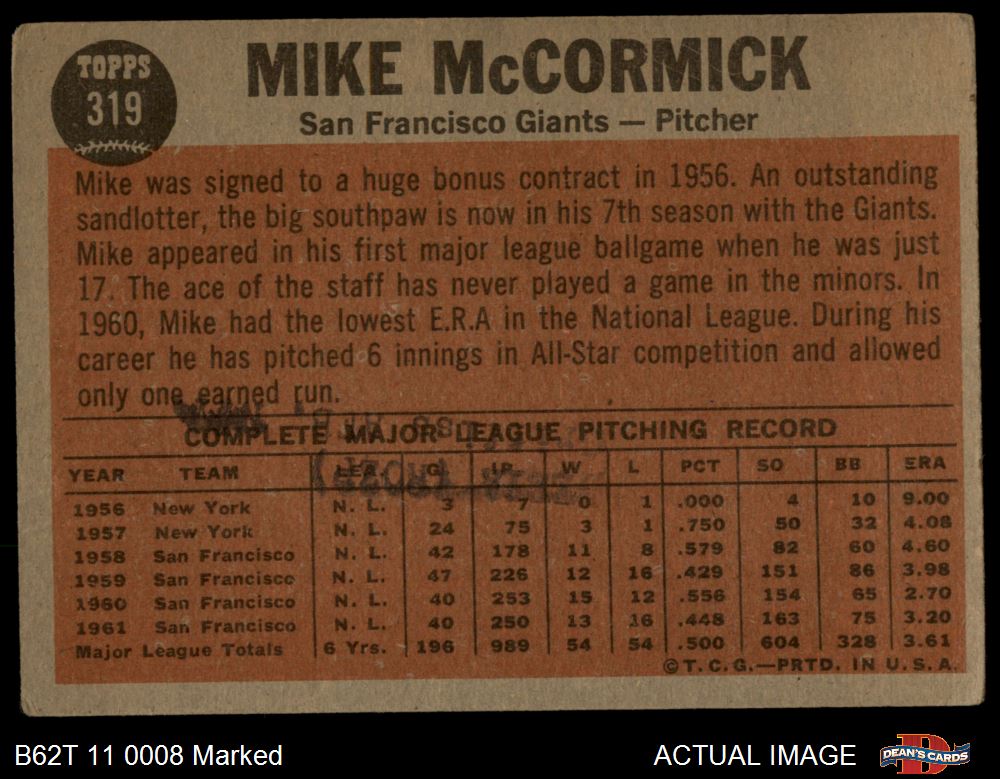 TOPPS
319
MIKE McCORMICK
San Francisco Giants — Pitcher
Mike was signed to a huge bonus contract in 1956. An outstanding
sandlotter, the big southpaw is now in his 7th season with the Giants.
Mike appeared in his first major league ballgame when he was just
17. The ace of the staff has never played a game in the minors. In
1960, Mike had the lowest E.R.A in the National League. During his
career he has pitched 6 innings in All-Star competition and allowed
only one earned run.
COMPLETE MAJOR LEAGUE PITCHING RECORD
YEAR TEAM LEA. G IP W L PCT SO BB ERA
1956 New York N. L. 3 7 0 1 .000 4 10 9.00
1957 New York N. L. 24 75 3 1 .750 50 32 4.08
1958 San Francisco N. L. 42 178 11 8 .579 82 60 4.60
1959 San Francisco N. L. 47 226 12 16 .429 151 86 3.98
1960 San Francisco N. L. 40 253 15 12 .556 154 65 2.70
1961 San Francisco N. L. 40 250 13 16 .448 163 75 3.20
Major League Totals 6 Yrs. 196 989 54 54 .500 604 328 3.61
©T.C.G.—PRTD. IN U.S.A.
B62T 11 0008 Marked
ACTUAL IMAGE
DEAN'S CARDS